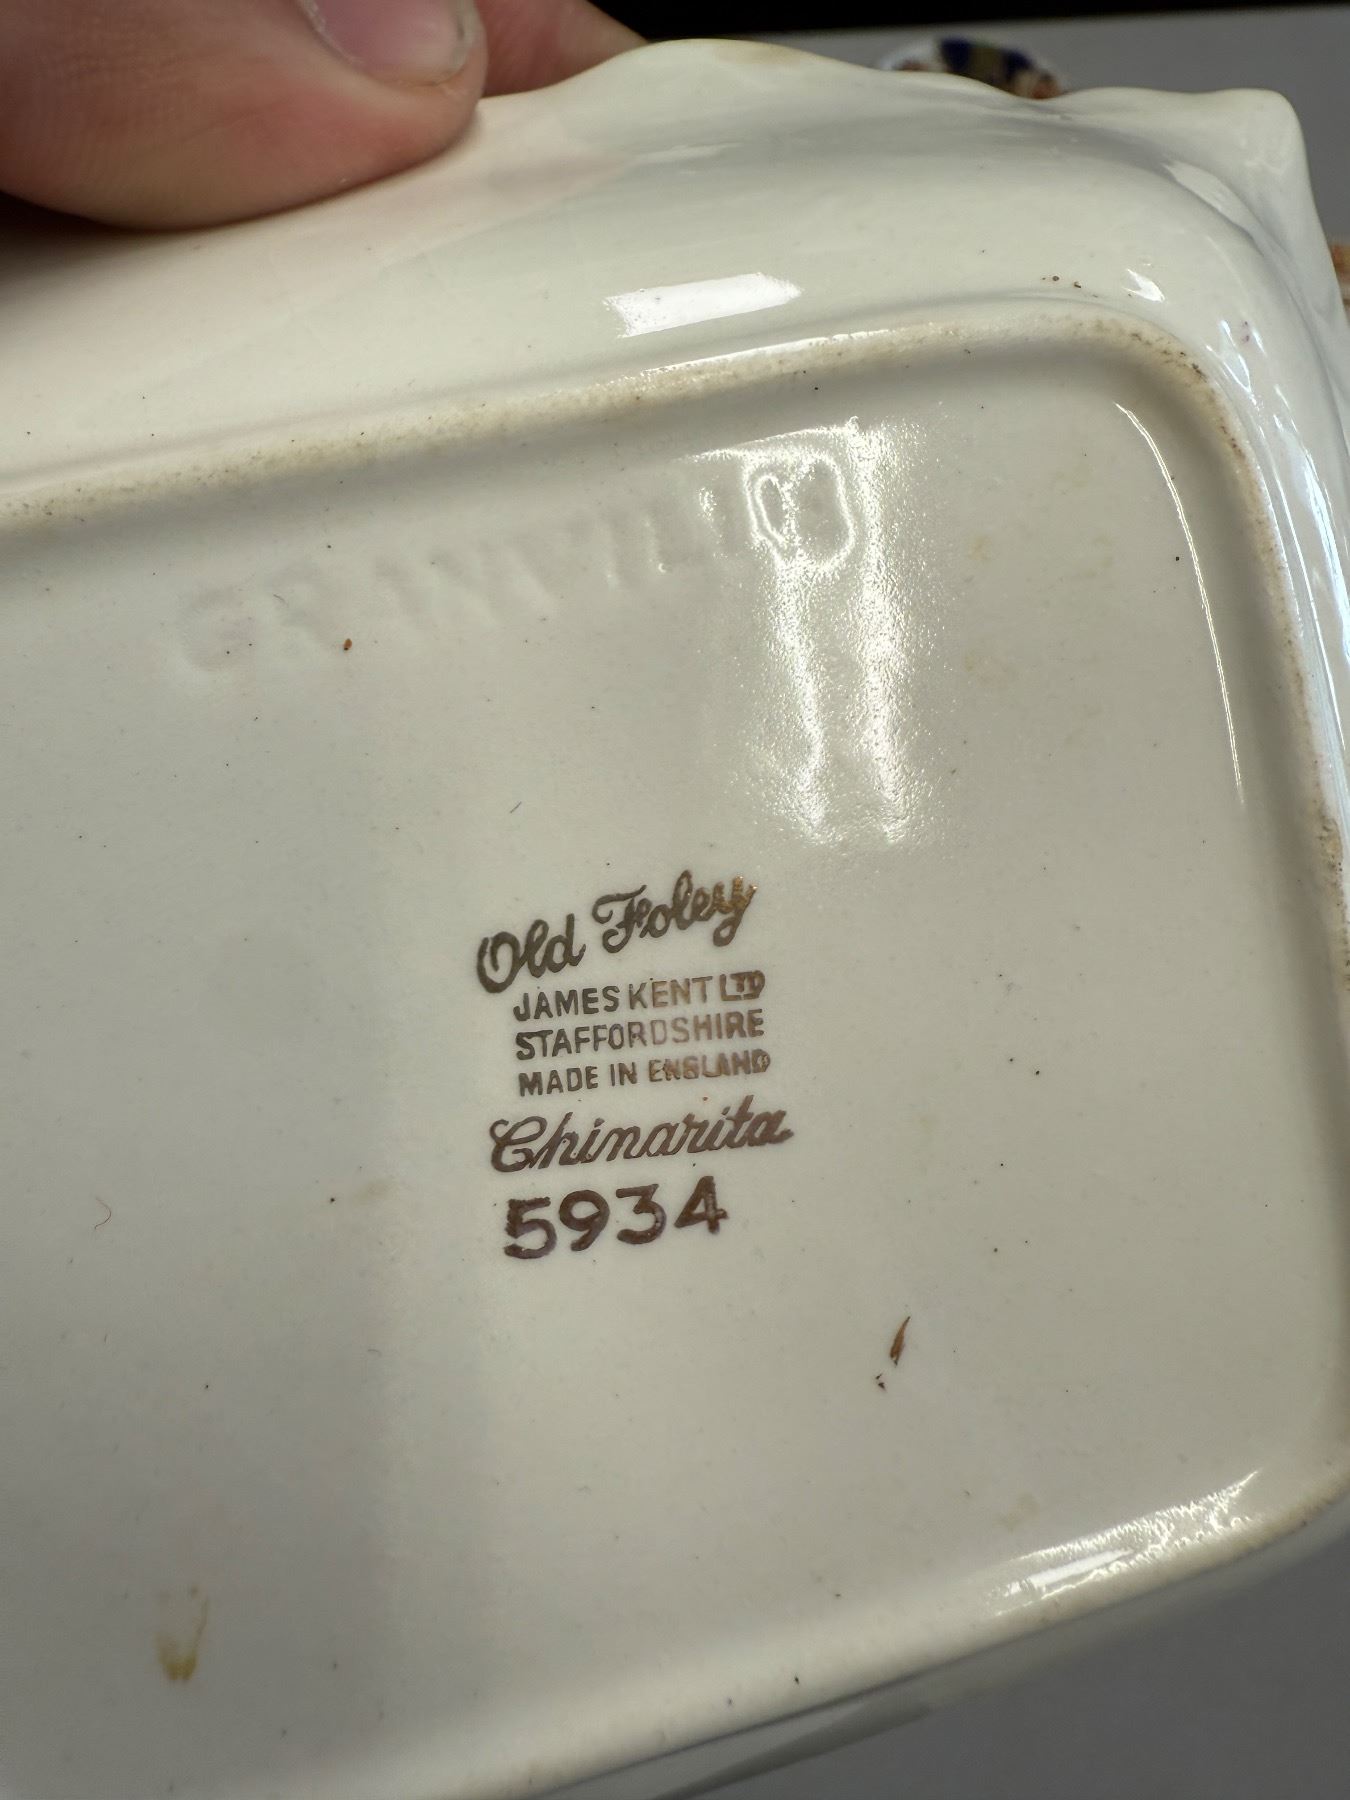 GRANVILLE
Old Foley
JAMES KENT LTD
STAFFORDSHIRE
MADE IN ENGLAND
Chinarita
5934